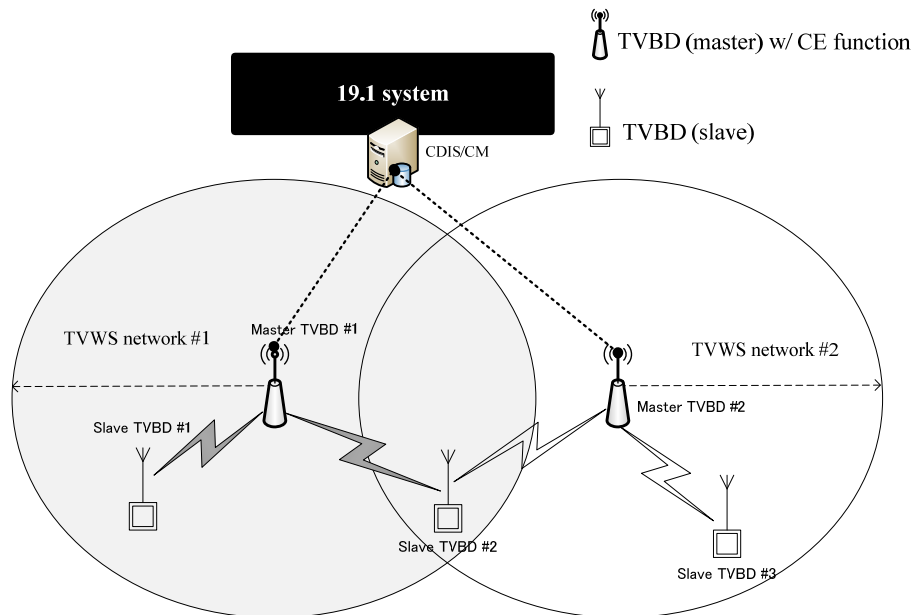 TVBD (master) w/ CE function
19.1 system
TVBD (slave)
CDIS/CM
Master TVBD #1
TVWS network #1
TVWS network #2
Master TVBD #2
Slave TVBD #1
Slave TVBD #2
Slave TVBD #3